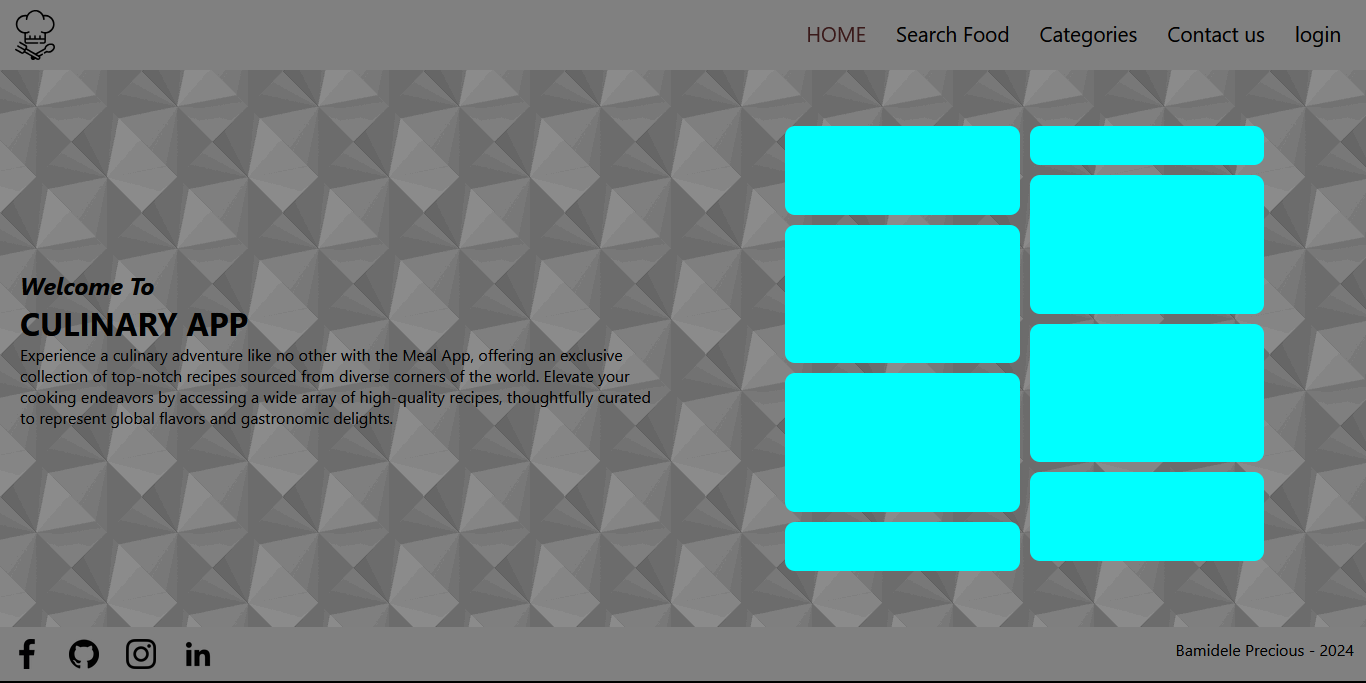 HOME
Search Food
Categories
Contact us
login
Welcome To
CULINARY APP
Experience a culinary adventure like no other with the Meal App, offering an exclusive
collection of top-notch recipes sourced from diverse corners of the world. Elevate your
cooking endeavors by accessing a wide array of high-quality recipes, thoughtfully curated
to represent global flavors and gastronomic delights.
Bamidele Precious - 2024